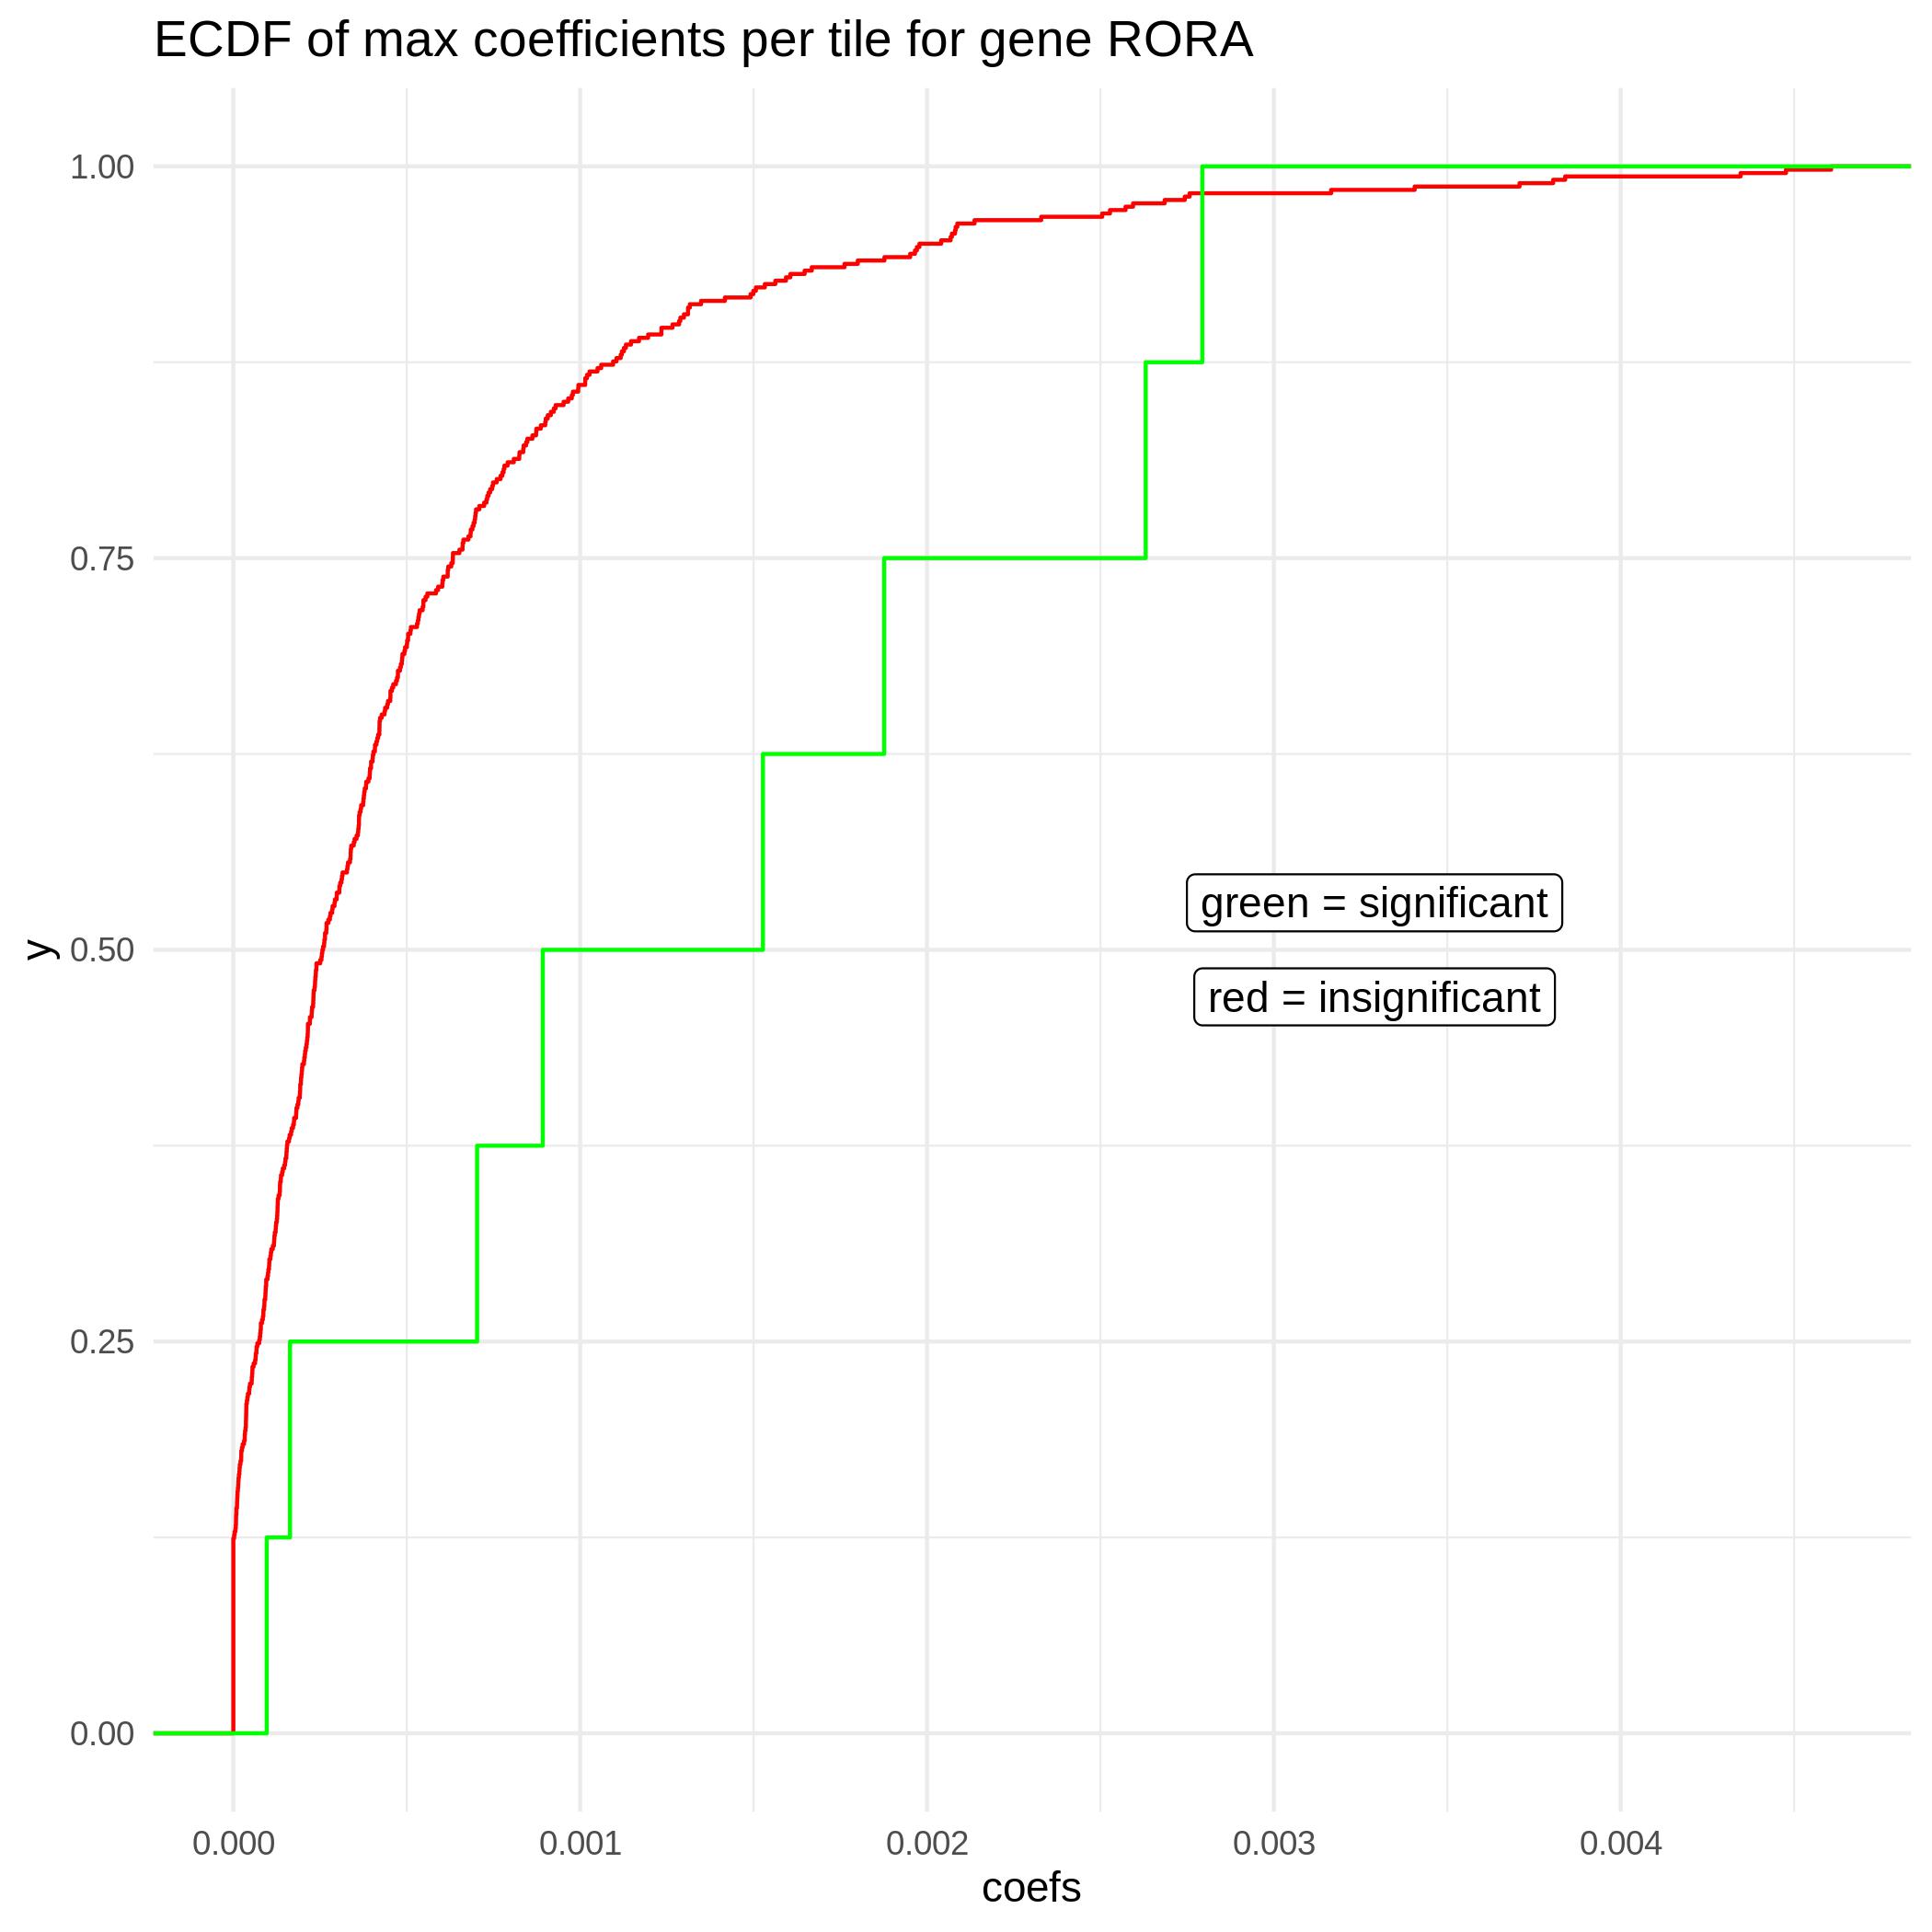 ECDF of max coefficients per tile for gene RORA
1.00
0.75
green = significant
y
0.50
red = insignificant
0.25
0.00
0.000
0.001
0.002
0.003
0.004
coefs